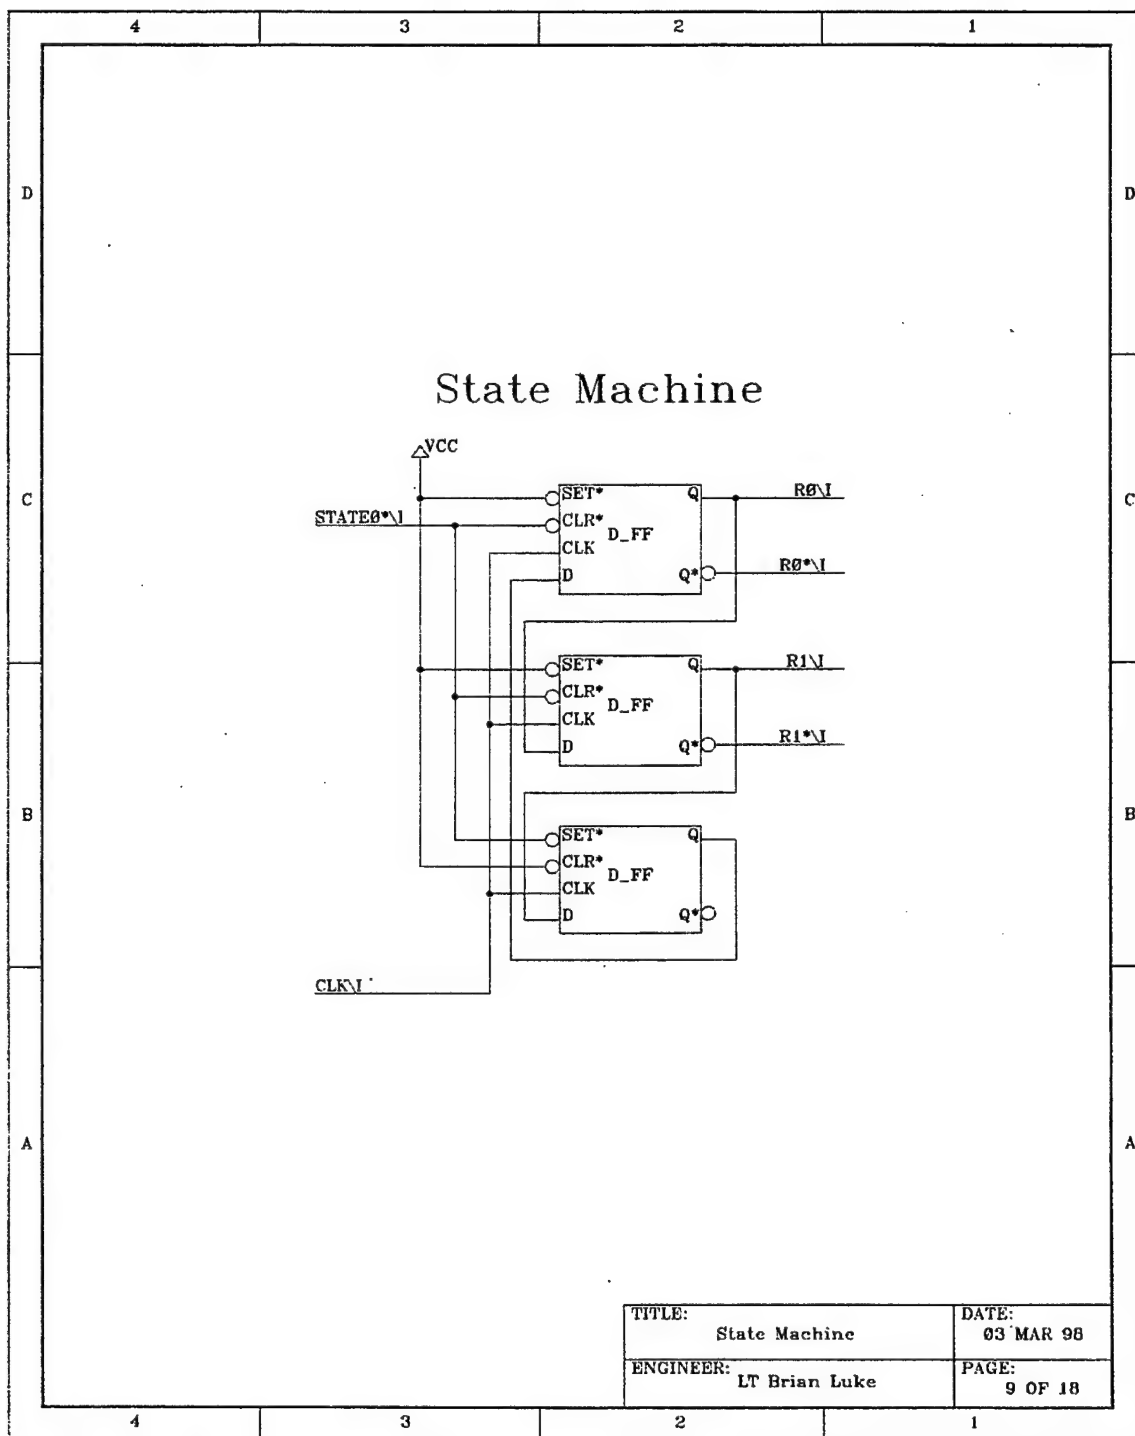 4 3 2 1
D D
State Machine
VCC
SET* Q R0\I
C C
STATE0*\I CLR*
D_FF
CLK
D Q* R0*\I
SET* Q R1\I
CLR*
D_FF
CLK
D Q* R1*\I
B B
SET* Q
CLR*
D_FF
CLK
D Q*
CLK\I
A A
TITLE: DATE:
State Machine 03 MAR 98
ENGINEER: PAGE:
LT Brian Luke 9 OF 18
4 3 2 1